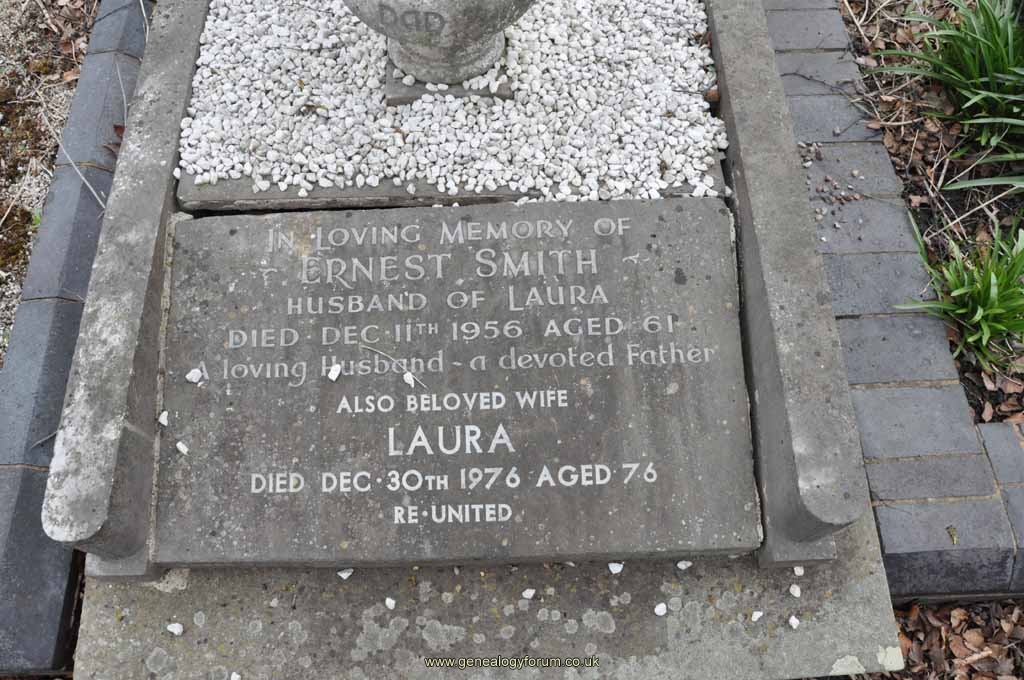 DAD
IN LOVING MEMORY OF
ERNEST SMITH
HUSBAND OF LAURA
DIED DEC·11TH 1956 AGED 61
A loving Husband - a devoted Father
ALSO BELOVED WIFE
LAURA
DIED DEC·30TH 1976 AGED 76
RE·UNITED
www.genealogyforum.co.uk